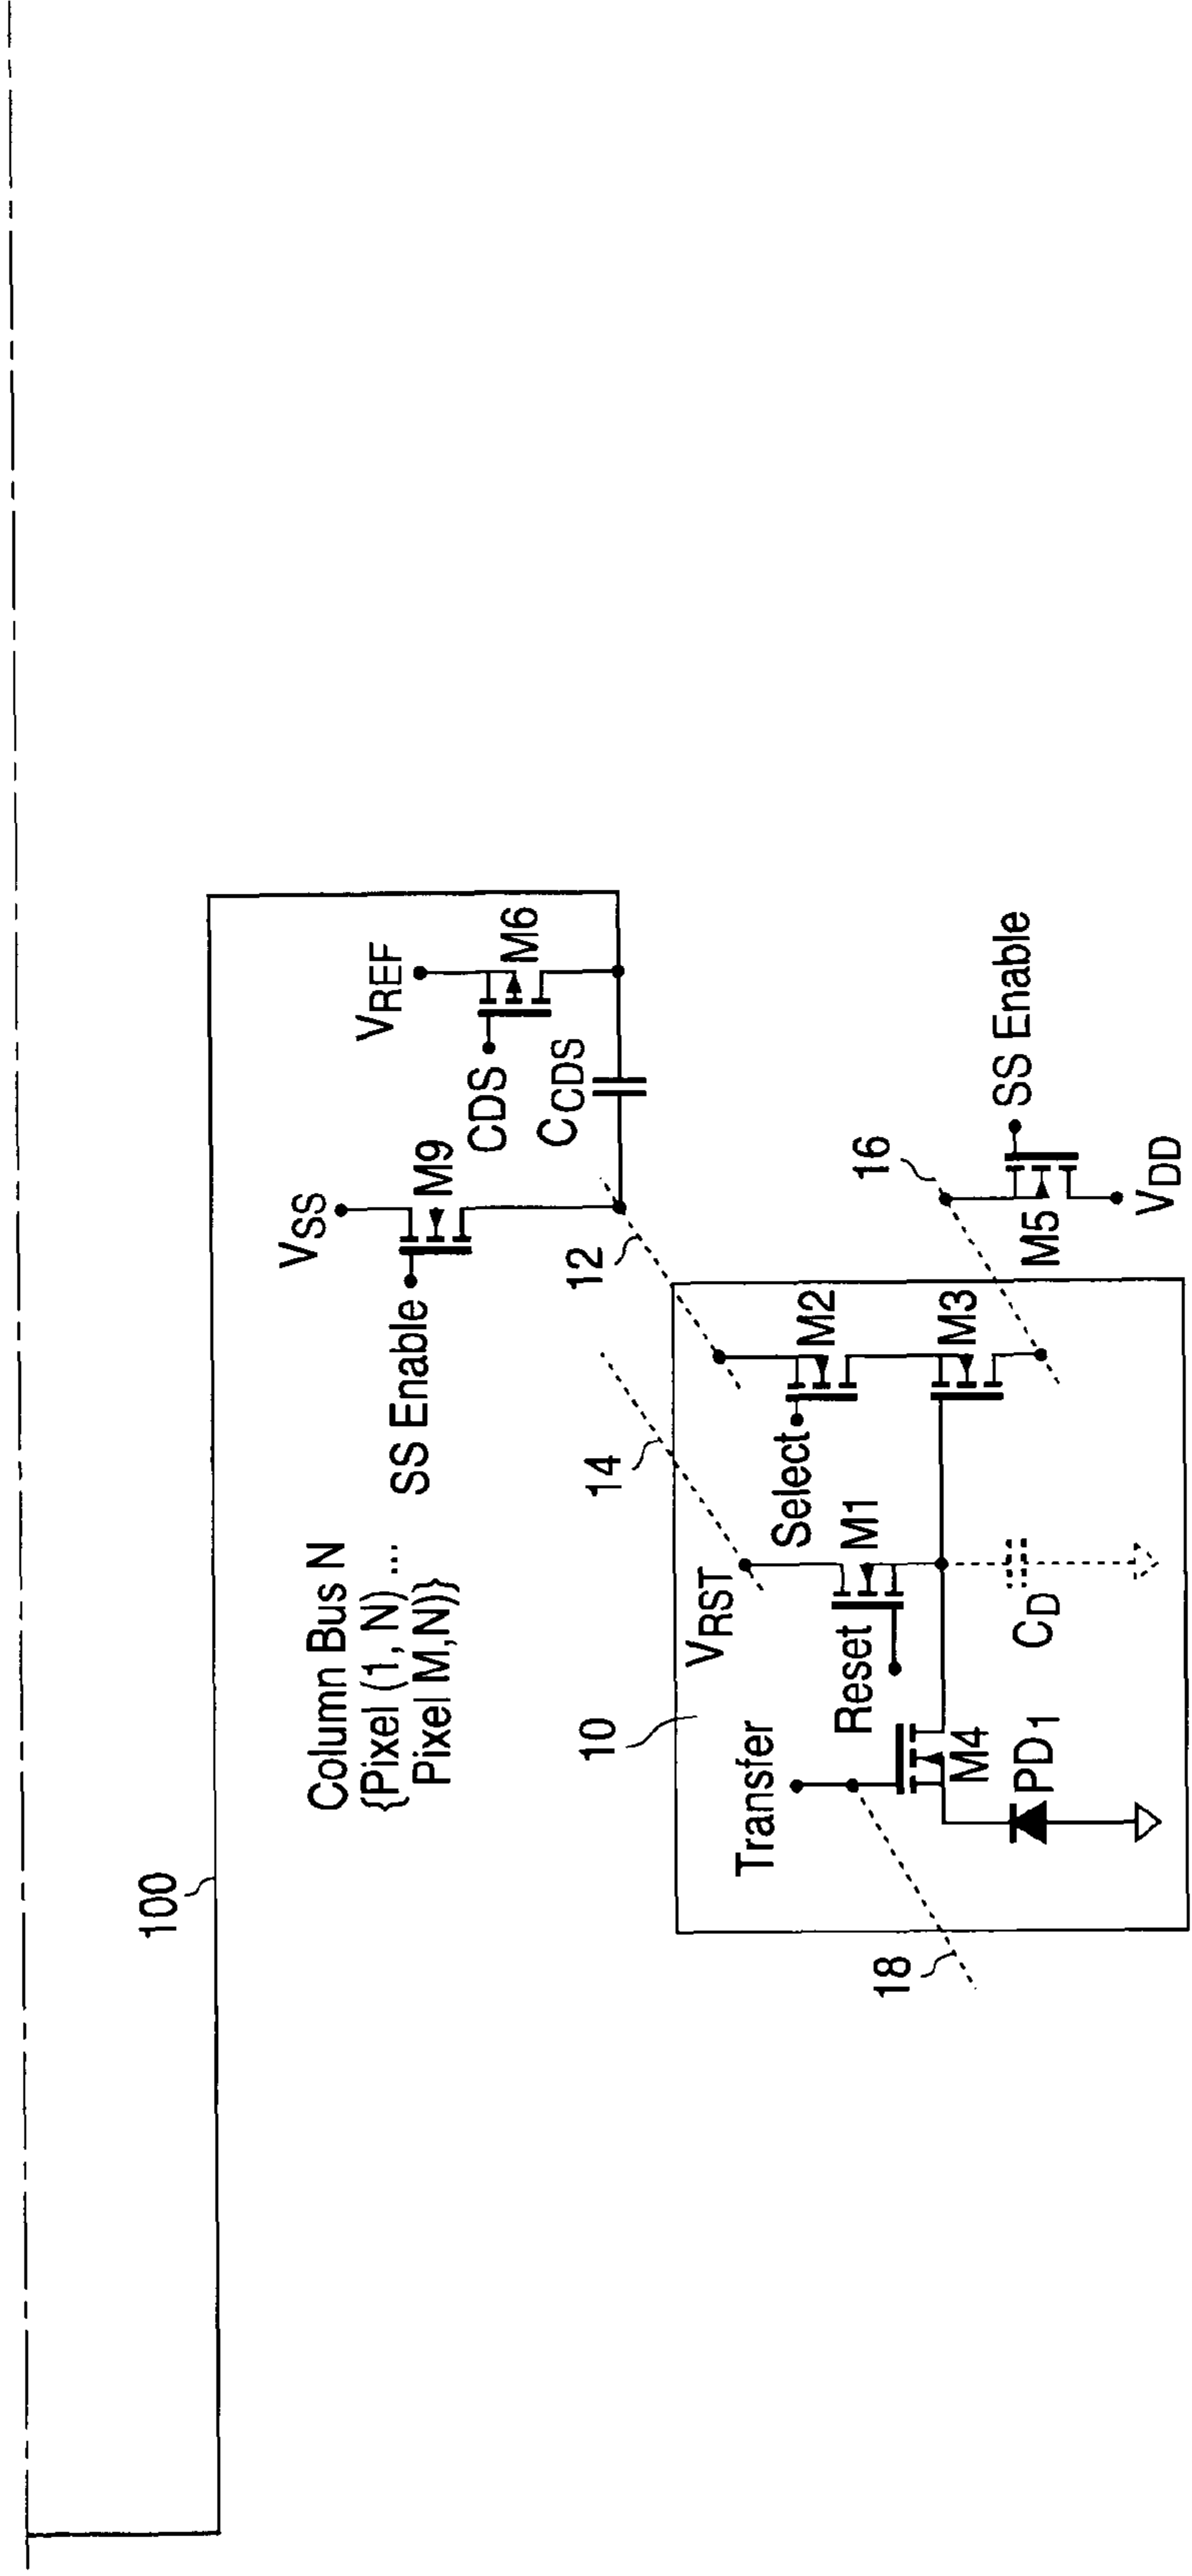 100
Column Bus N
{Pixel (1, N) ...
Pixel M,N)}
VSS
SS Enable
M9
VREF
CDS
M6
CCDS
12
14
10
Transfer
VRST
Reset
M1
Select
M2
M3
M4
PD1
CD
18
16
M5
SS Enable
VDD